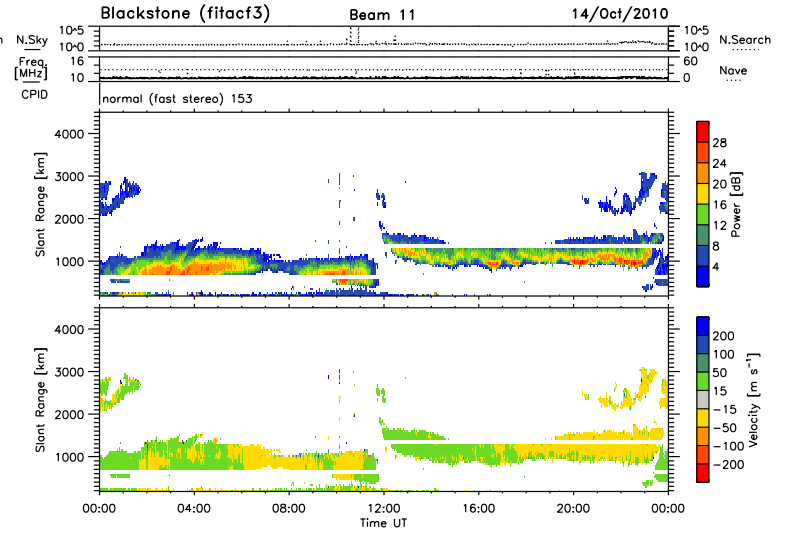 Blackstone (fitacf3) Beam 11 14/Oct/2010
N.Sky 10^5 10^0 10^5 10^0 N.Search
Freq. [MHz] 16 10 60 0 Nave
CPID normal (fast stereo) 153
Slant Range [km]
4000
3000
2000
1000
28
24
20
16
12
8
4
Power [dB]
Slant Range [km]
4000
3000
2000
1000
200
100
50
15
-15
-50
-100
-200
Velocity [m s⁻¹]
00:00 04:00 08:00 12:00 16:00 20:00 00:00
Time UT